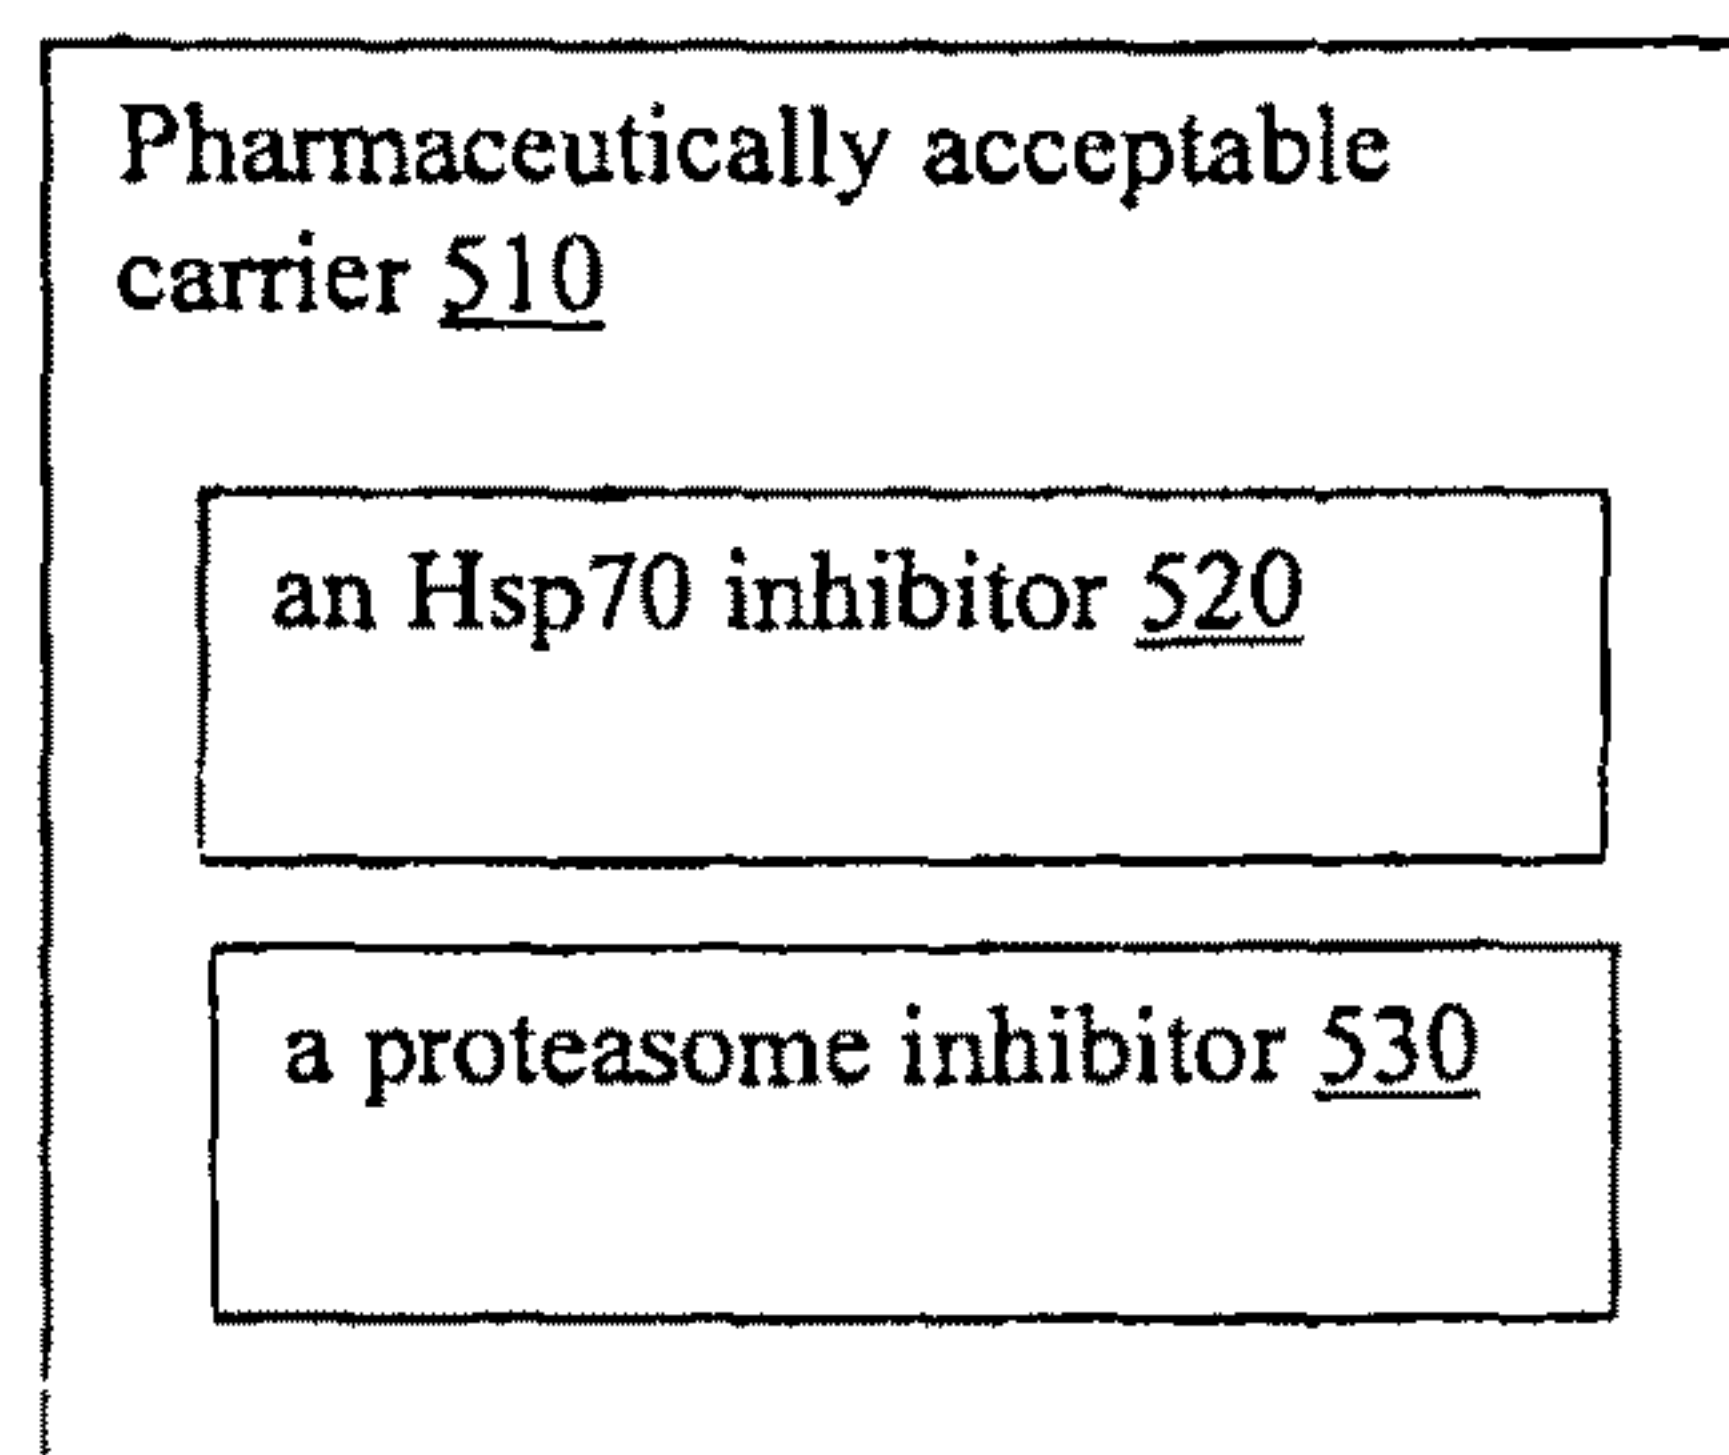 Pharmaceutically acceptable
carrier 510
an Hsp70 inhibitor 520
a proteasome inhibitor 530